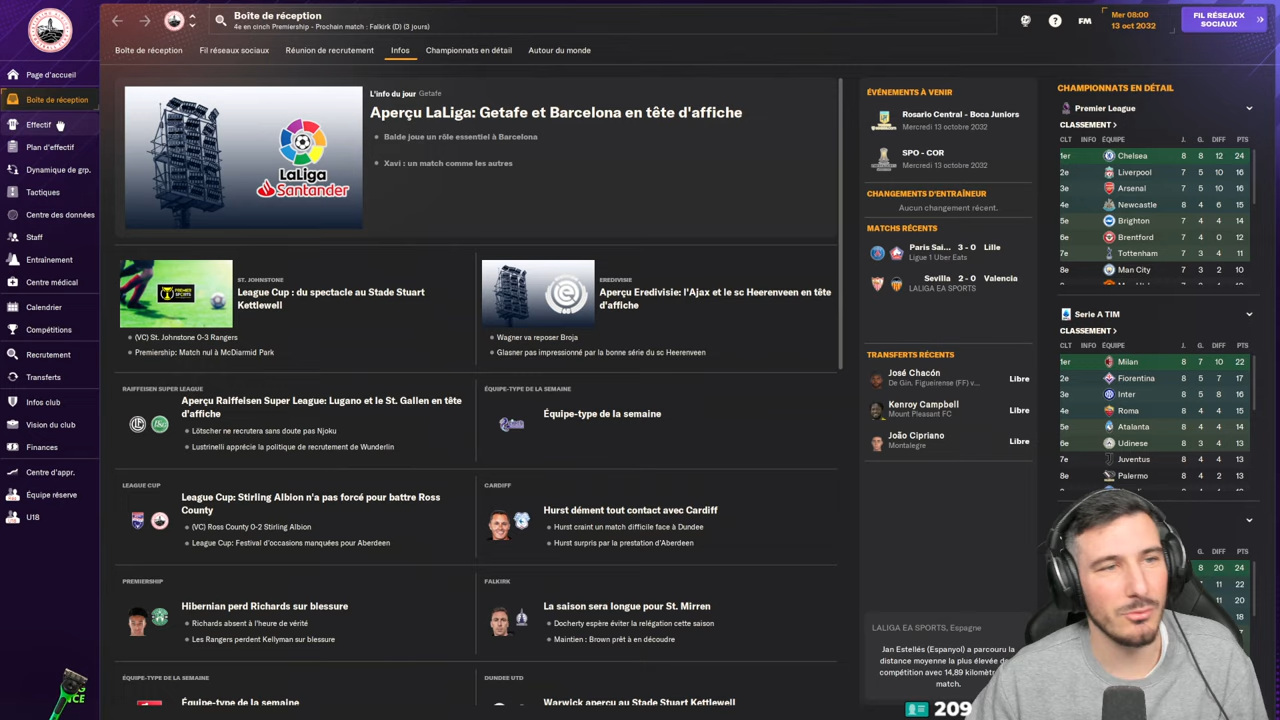 Boîte de réception
4e en cinch Premiership - Prochain match : Falkirk (D) (3 jours)
FM
Mer 08:00
13 oct 2032
FIL RÉSEAUX
SOCIAUX
Boîte de réception
Fil réseaux sociaux
Réunion de recrutement
Infos
Championnats en détail
Autour du monde
Page d'accueil
Boîte de réception
Effectif
Plan d'effectif
Dynamique de grp.
Tactiques
Centre des données
Staff
Entraînement
Centre médical
Calendrier
Compétitions
Recrutement
Transferts
Infos club
Vision du club
Finances
Centre d'appr.
Équipe réserve
U18
L'info du jour Getafe
Aperçu LaLiga: Getafe et Barcelona en tête d'affiche
Balde joue un rôle essentiel à Barcelona
Xavi : un match comme les autres
LaLiga
Santander
ST. JOHNSTONE
League Cup : du spectacle au Stade Stuart
Kettlewell
(VC) St. Johnstone 0-3 Rangers
Premiership: Match nul à McDiarmid Park
EREDIVISIE
Aperçu Eredivisie: l'Ajax et le sc Heerenveen en tête
d'affiche
Wagner va reposer Broja
Glasner pas impressionné par la bonne série du sc Heerenveen
RAIFFEISEN SUPER LEAGUE
Aperçu Raiffeisen Super League: Lugano et le St. Gallen en tête
d'affiche
Lötscher ne recrutera sans doute pas Njoku
Lustrinelli apprécie la politique de recrutement de Wunderlin
ÉQUIPE-TYPE DE LA SEMAINE
Équipe-type de la semaine
LEAGUE CUP
League Cup: Stirling Albion n'a pas forcé pour battre Ross
County
(VC) Ross County 0-2 Stirling Albion
League Cup: Festival d'occasions manquées pour Aberdeen
CARDIFF
Hurst dément tout contact avec Cardiff
Hurst craint un match difficile face à Dundee
Hurst surpris par la prestation d'Aberdeen
PREMIERSHIP
Hibernian perd Richards sur blessure
Richards absent à l'heure de vérité
Les Rangers perdent Kellyman sur blessure
FALKIRK
La saison sera longue pour St. Mirren
Docherty espère éviter la relégation cette saison
Maintien : Brown prêt à en découdre
ÉQUIPE-TYPE DE LA SEMAINE
Équipe-type de la semaine
DUNDEE UTD
Warwick aperçu au Stade Stuart Kettlewell
ÉVÉNEMENTS À VENIR
Rosario Central - Boca Juniors
Mercredi 13 octobre 2032
SPO - COR
Mercredi 13 octobre 2032
CHANGEMENTS D'ENTRAÎNEUR
Aucun changement récent.
MATCHS RÉCENTS
Paris Sai... 3 - 0 Lille
Ligue 1 Uber Eats
Sevilla 2 - 0 Valencia
LALIGA EA SPORTS
TRANSFERTS RÉCENTS
José Chacón
De Gin. Figueirense (FF) v...
Libre
Kenroy Campbell
Mount Pleasant FC
Libre
João Cipriano
Montalegre
Libre
LALIGA EA SPORTS, Espagne
Jan Estellés (Espanyol) a parcouru la
distance moyenne la plus élevée de
compétition avec 14,89 kilomèt
match.
209
CHAMPIONNATS EN DÉTAIL
Premier League
CLASSEMENT >
CLT INFO ÉQUIPE J. G. DIFF PTS
1er Chelsea 8 8 12 24
2e Liverpool 7 5 10 16
3e Arsenal 7 5 10 16
4e Newcastle 8 4 6 15
5e Brighton 7 4 4 14
6e Brentford 7 4 0 12
7e Tottenham 7 3 4 11
8e Man City 7 3 2 10
Serie A TIM
CLASSEMENT >
CLT INFO ÉQUIPE J. G. DIFF PTS
1er Milan 8 7 10 22
2e Fiorentina 8 5 7 17
3e Inter 8 5 8 16
4e Roma 8 4 4 15
5e Atalanta 8 4 4 14
6e Udinese 8 3 4 13
7e Juventus 8 4 4 13
8e Palermo 8 4 2 13
G. DIFF PTS
8 20 24
11 22